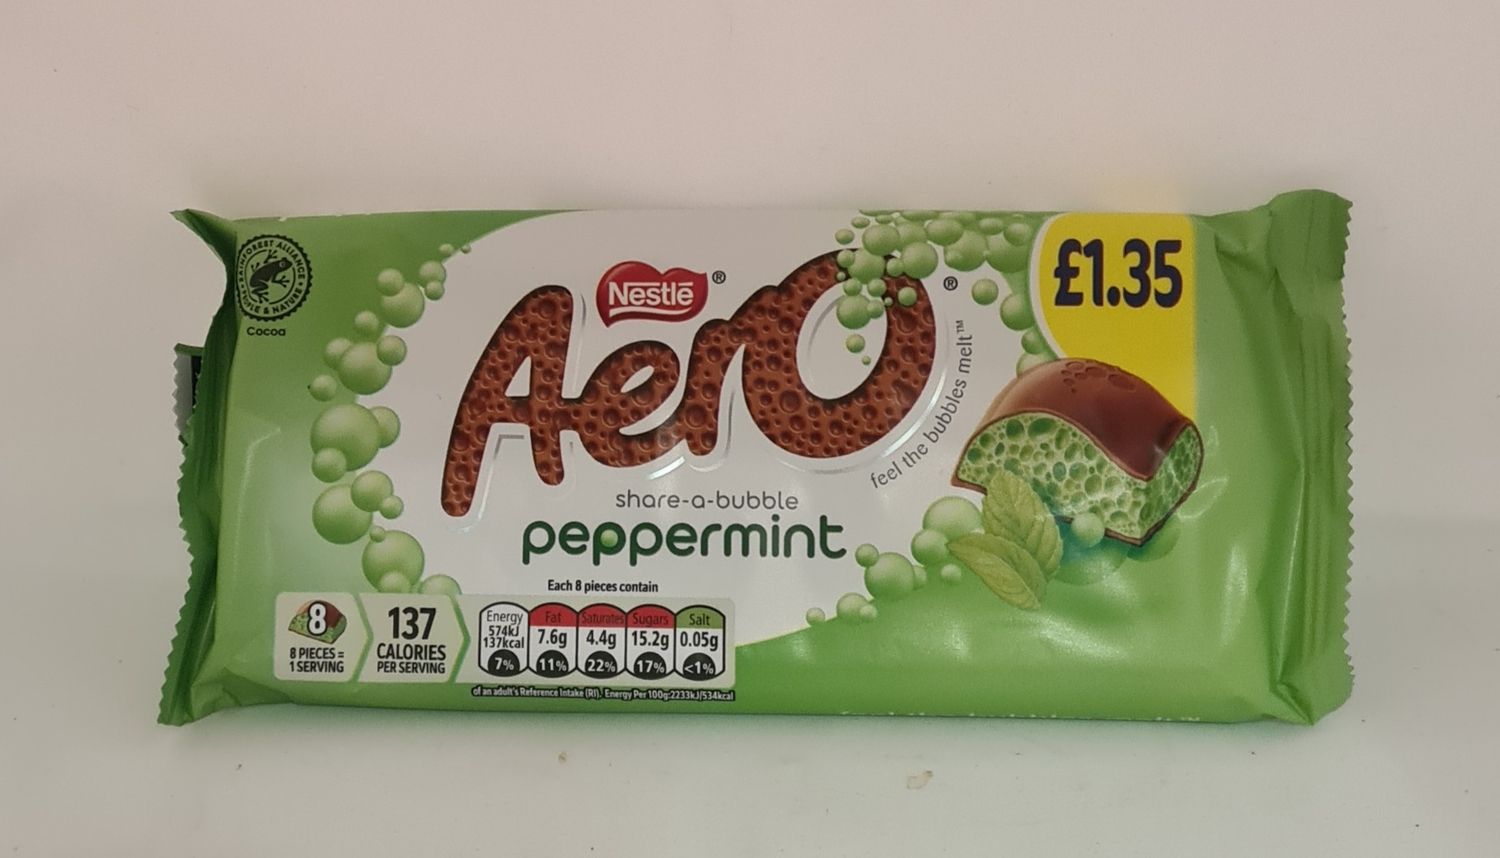 RAINFOREST ALLIANCE
PEOPLE & NATURE
Cocoa
Nestlé®
Aero®
feel the bubbles melt™
£1.35
share-a-bubble
peppermint
Each 8 pieces contain
8
8 PIECES =
1 SERVING
137
CALORIES
PER SERVING
Energy
574kJ
137kcal
7%
Fat
7.6g
11%
Saturates
4.4g
22%
Sugars
15.2g
17%
Salt
0.05g
<1%
of an adult's Reference Intake (RI). Energy Per 100g:2233kJ/534kcal